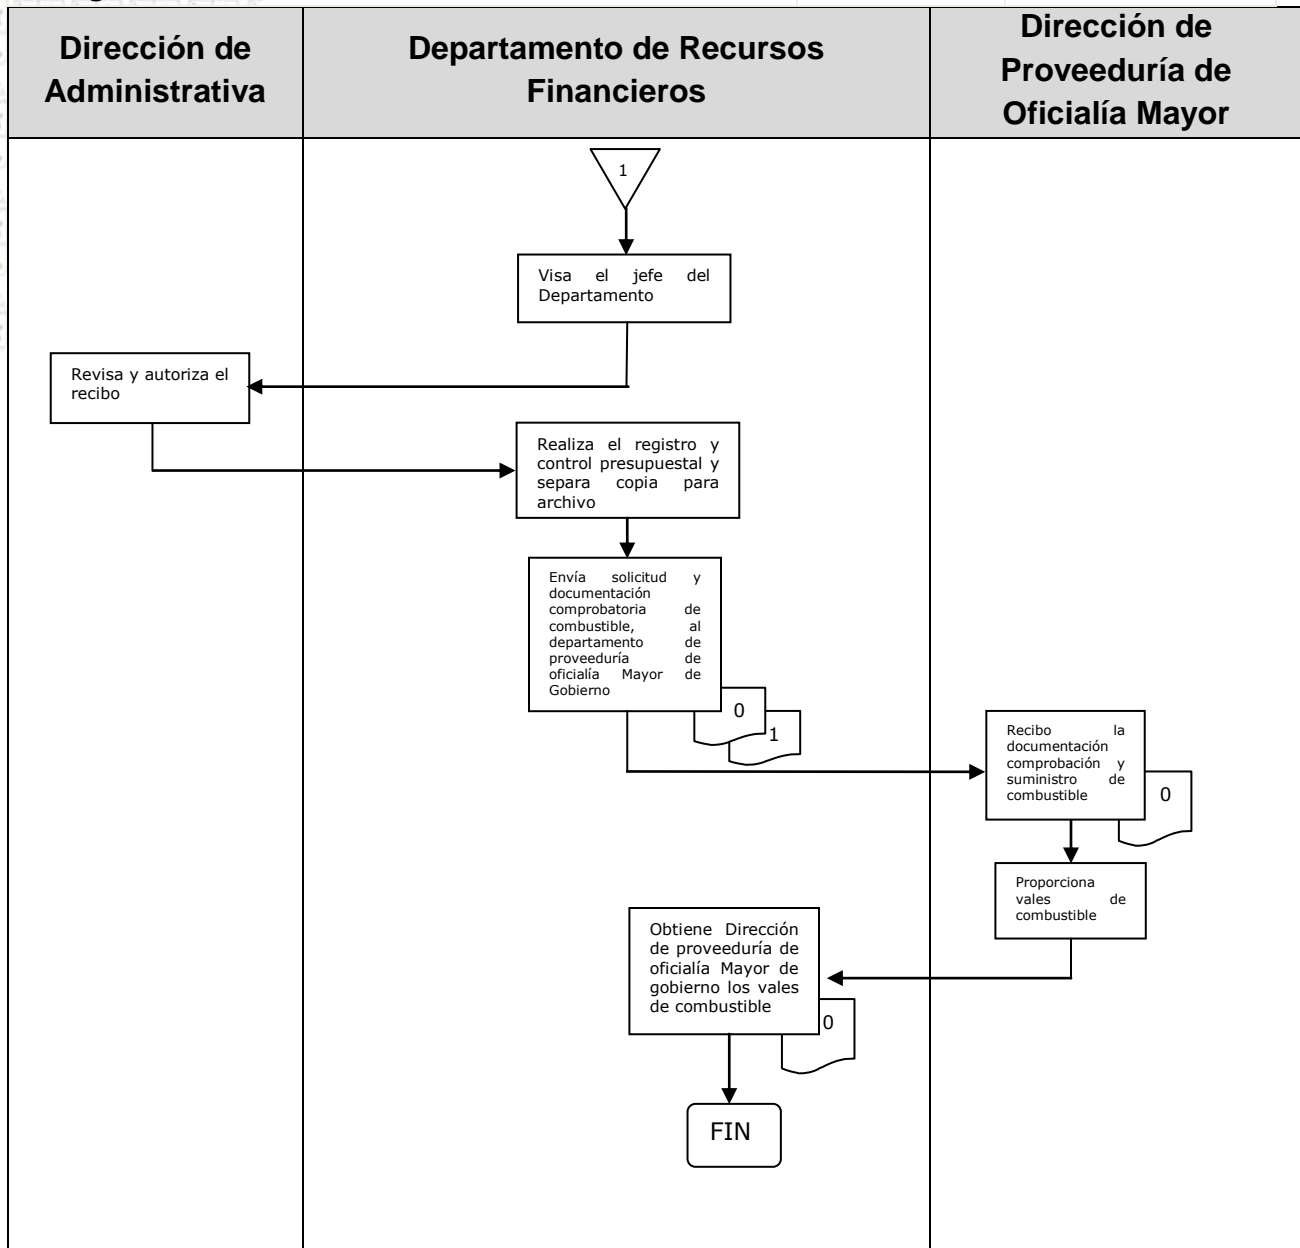 Dirección de
Administrativa
Departamento de Recursos
Financieros
Dirección de
Proveeduría de
Oficialía Mayor
1
Visa el jefe del
Departamento
Revisa y autoriza el
recibo
Realiza el registro y
control presupuestal y
separa copia para
archivo
Envía solicitud y
documentación
comprobatoria de
combustible, al
departamento de
proveeduría de
oficialía Mayor de
Gobierno
0
1
Recibo la
documentación
comprobación y
suministro de
combustible
0
Proporciona
vales de
combustible
Obtiene Dirección
de proveeduría de
oficialía Mayor de
gobierno los vales
de combustible
0
FIN